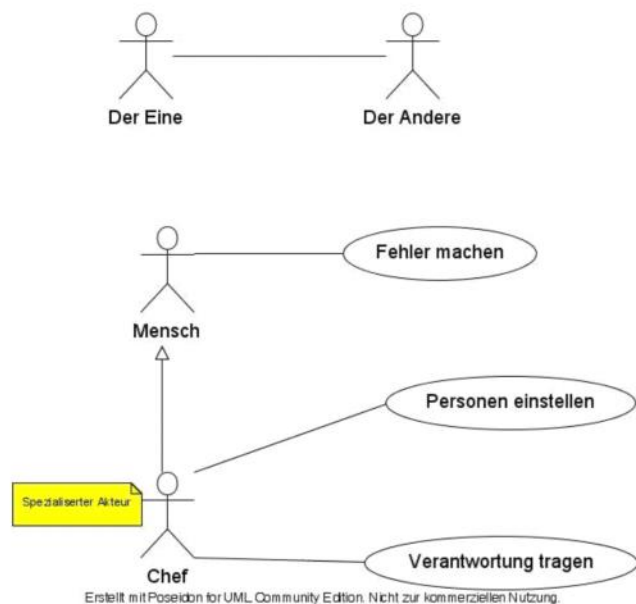 Der Eine
Der Andere
Fehler machen
Mensch
Personen einstellen
Spezialiserter Akteur
Verantwortung tragen
Chef
Erstellt mit Poseidon for UML Community Edition. Nicht zur kommerziellen Nutzung.